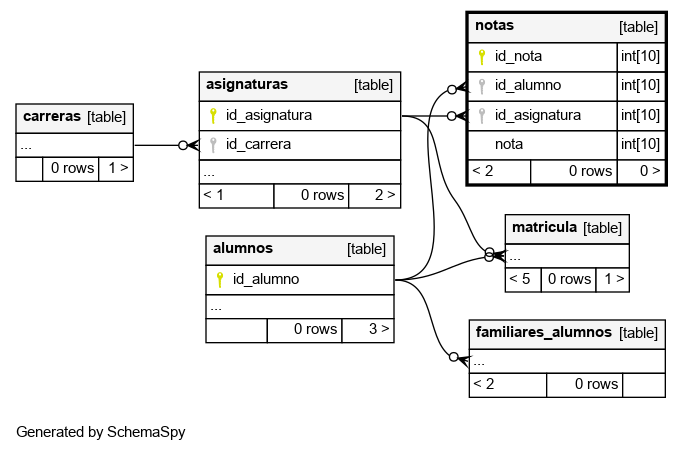 notas [table]
id_nota int[10]
id_alumno int[10]
id_asignatura int[10]
nota int[10]
< 2 0 rows 0 >
asignaturas [table]
id_asignatura
id_carrera
...
< 1 0 rows 2 >
carreras [table]
...
0 rows 1 >
matricula [table]
...
< 5 0 rows 1 >
alumnos [table]
id_alumno
...
0 rows 3 >
familiares_alumnos [table]
...
< 2 0 rows
Generated by SchemaSpy